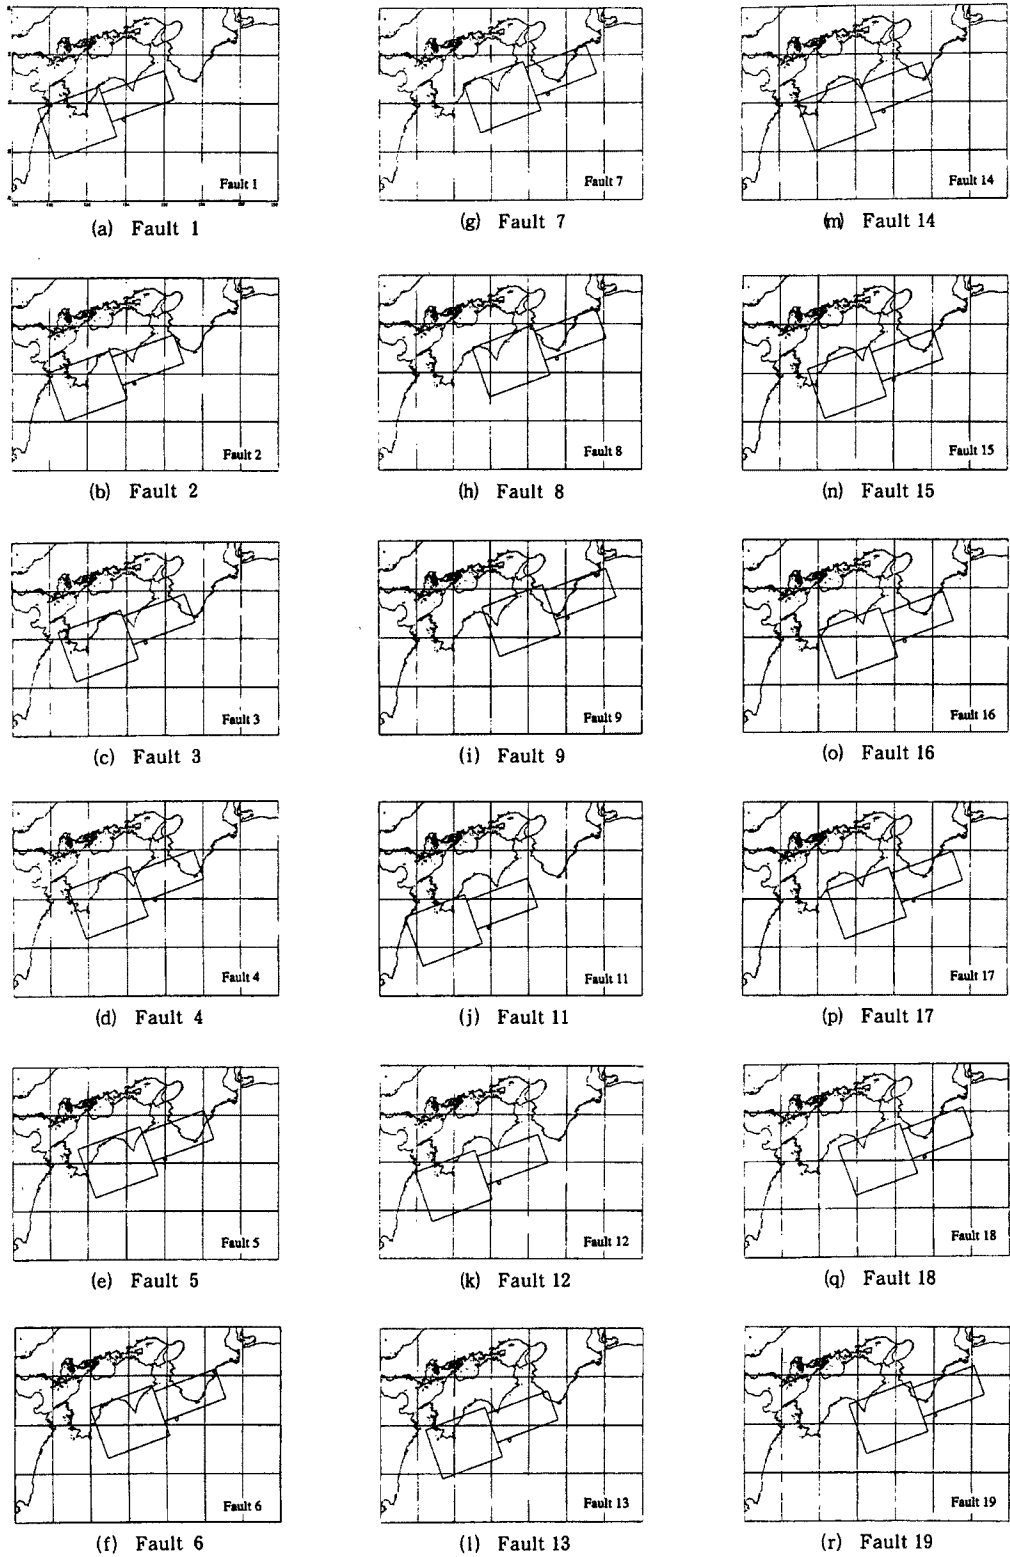 Fault 1
(a) Fault 1
Fault 2
(b) Fault 2
Fault 3
(c) Fault 3
Fault 4
(d) Fault 4
Fault 5
(e) Fault 5
Fault 6
(f) Fault 6
Fault 7
(g) Fault 7
Fault 8
(h) Fault 8
Fault 9
(i) Fault 9
Fault 11
(j) Fault 11
Fault 12
(k) Fault 12
Fault 13
(l) Fault 13
Fault 14
(m) Fault 14
Fault 15
(n) Fault 15
Fault 16
(o) Fault 16
Fault 17
(p) Fault 17
Fault 18
(q) Fault 18
Fault 19
(r) Fault 19